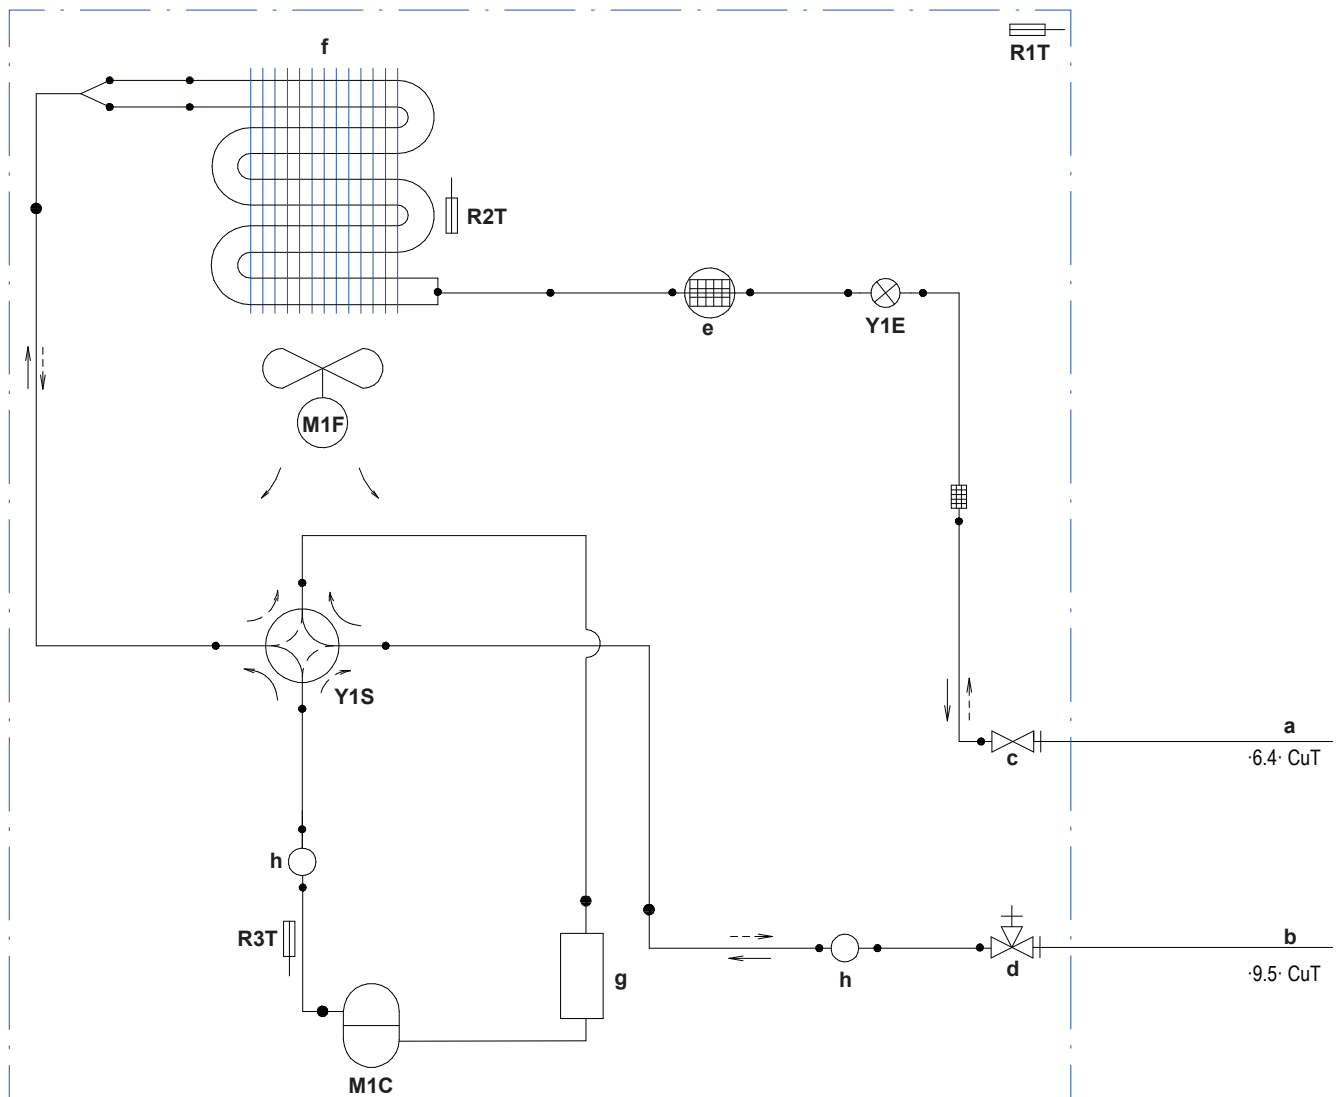 f
R1T
R2T
e
Y1E
M1F
Y1S
a
·6.4· CuT
c
h
R3T
g
h
d
b
·9.5· CuT
M1C